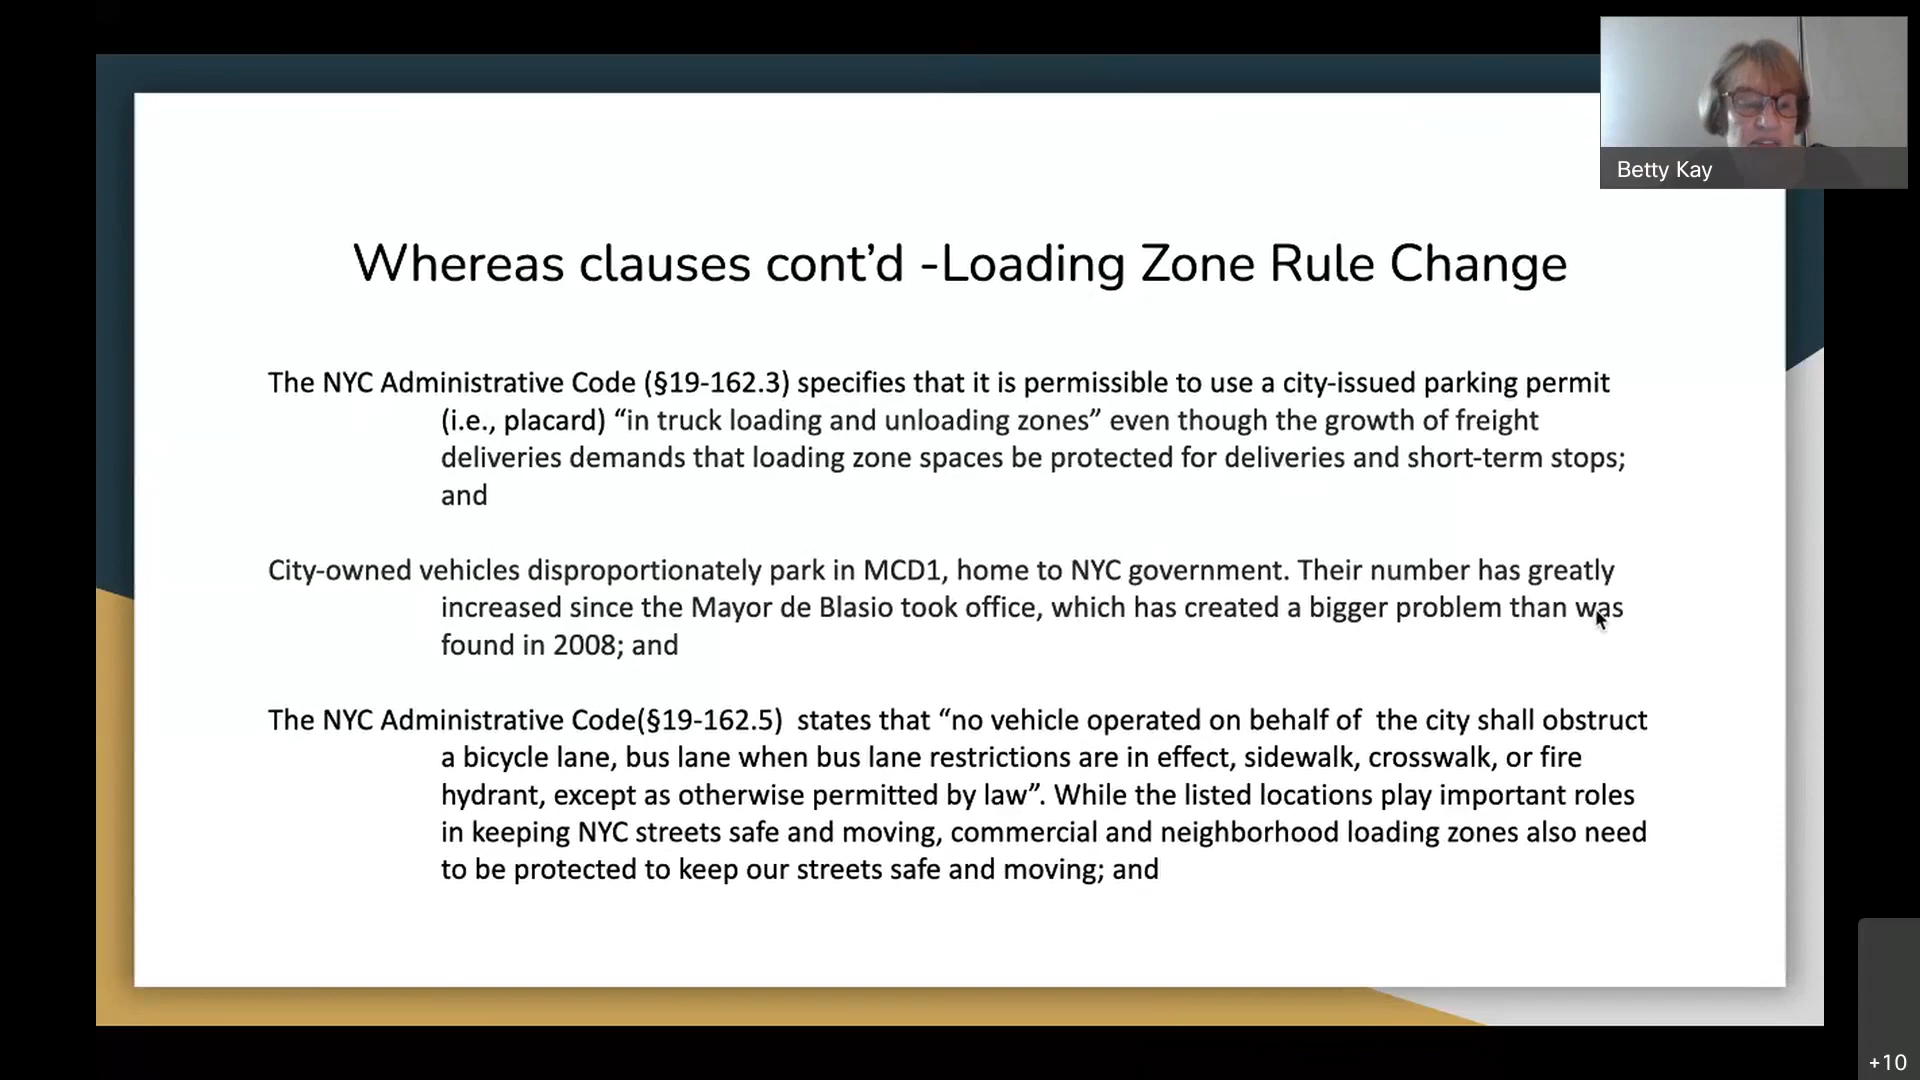 Betty Kay
Whereas clauses cont’d -Loading Zone Rule Change
The NYC Administrative Code (§19-162.3) specifies that it is permissible to use a city-issued parking permit
(i.e., placard) “in truck loading and unloading zones” even though the growth of freight
deliveries demands that loading zone spaces be protected for deliveries and short-term stops;
and
City-owned vehicles disproportionately park in MCD1, home to NYC government. Their number has greatly
increased since the Mayor de Blasio took office, which has created a bigger problem than was
found in 2008; and
The NYC Administrative Code(§19-162.5)  states that “no vehicle operated on behalf of  the city shall obstruct
a bicycle lane, bus lane when bus lane restrictions are in effect, sidewalk, crosswalk, or fire
hydrant, except as otherwise permitted by law”. While the listed locations play important roles
in keeping NYC streets safe and moving, commercial and neighborhood loading zones also need
to be protected to keep our streets safe and moving; and
+10